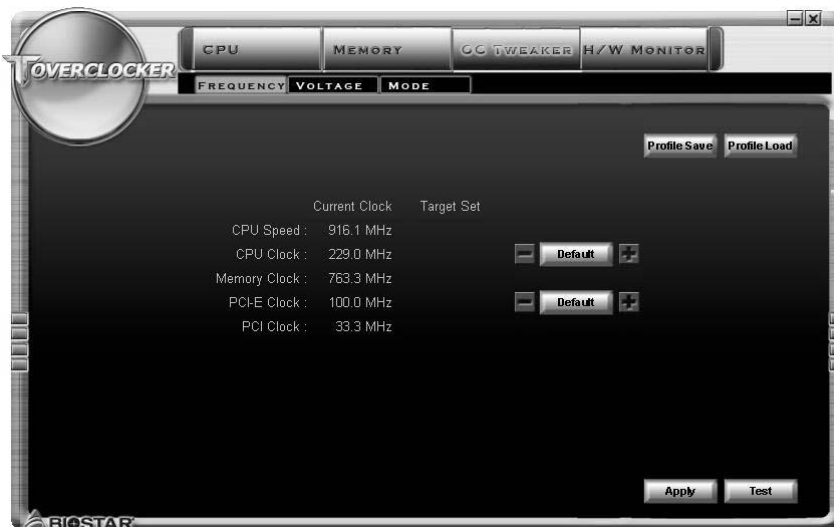 TOVERCLOCKER
CPU MEMORY OC TWEAKER H/W MONITOR
FREQUENCY VOLTAGE MODE
Profile Save Profile Load
Current Clock Target Set
CPU Speed : 916.1 MHz
CPU Clock : 229.0 MHz − Default +
Memory Clock : 763.3 MHz
PCI-E Clock : 100.0 MHz − Default +
PCI Clock : 33.3 MHz
Apply Test
BIOSTAR